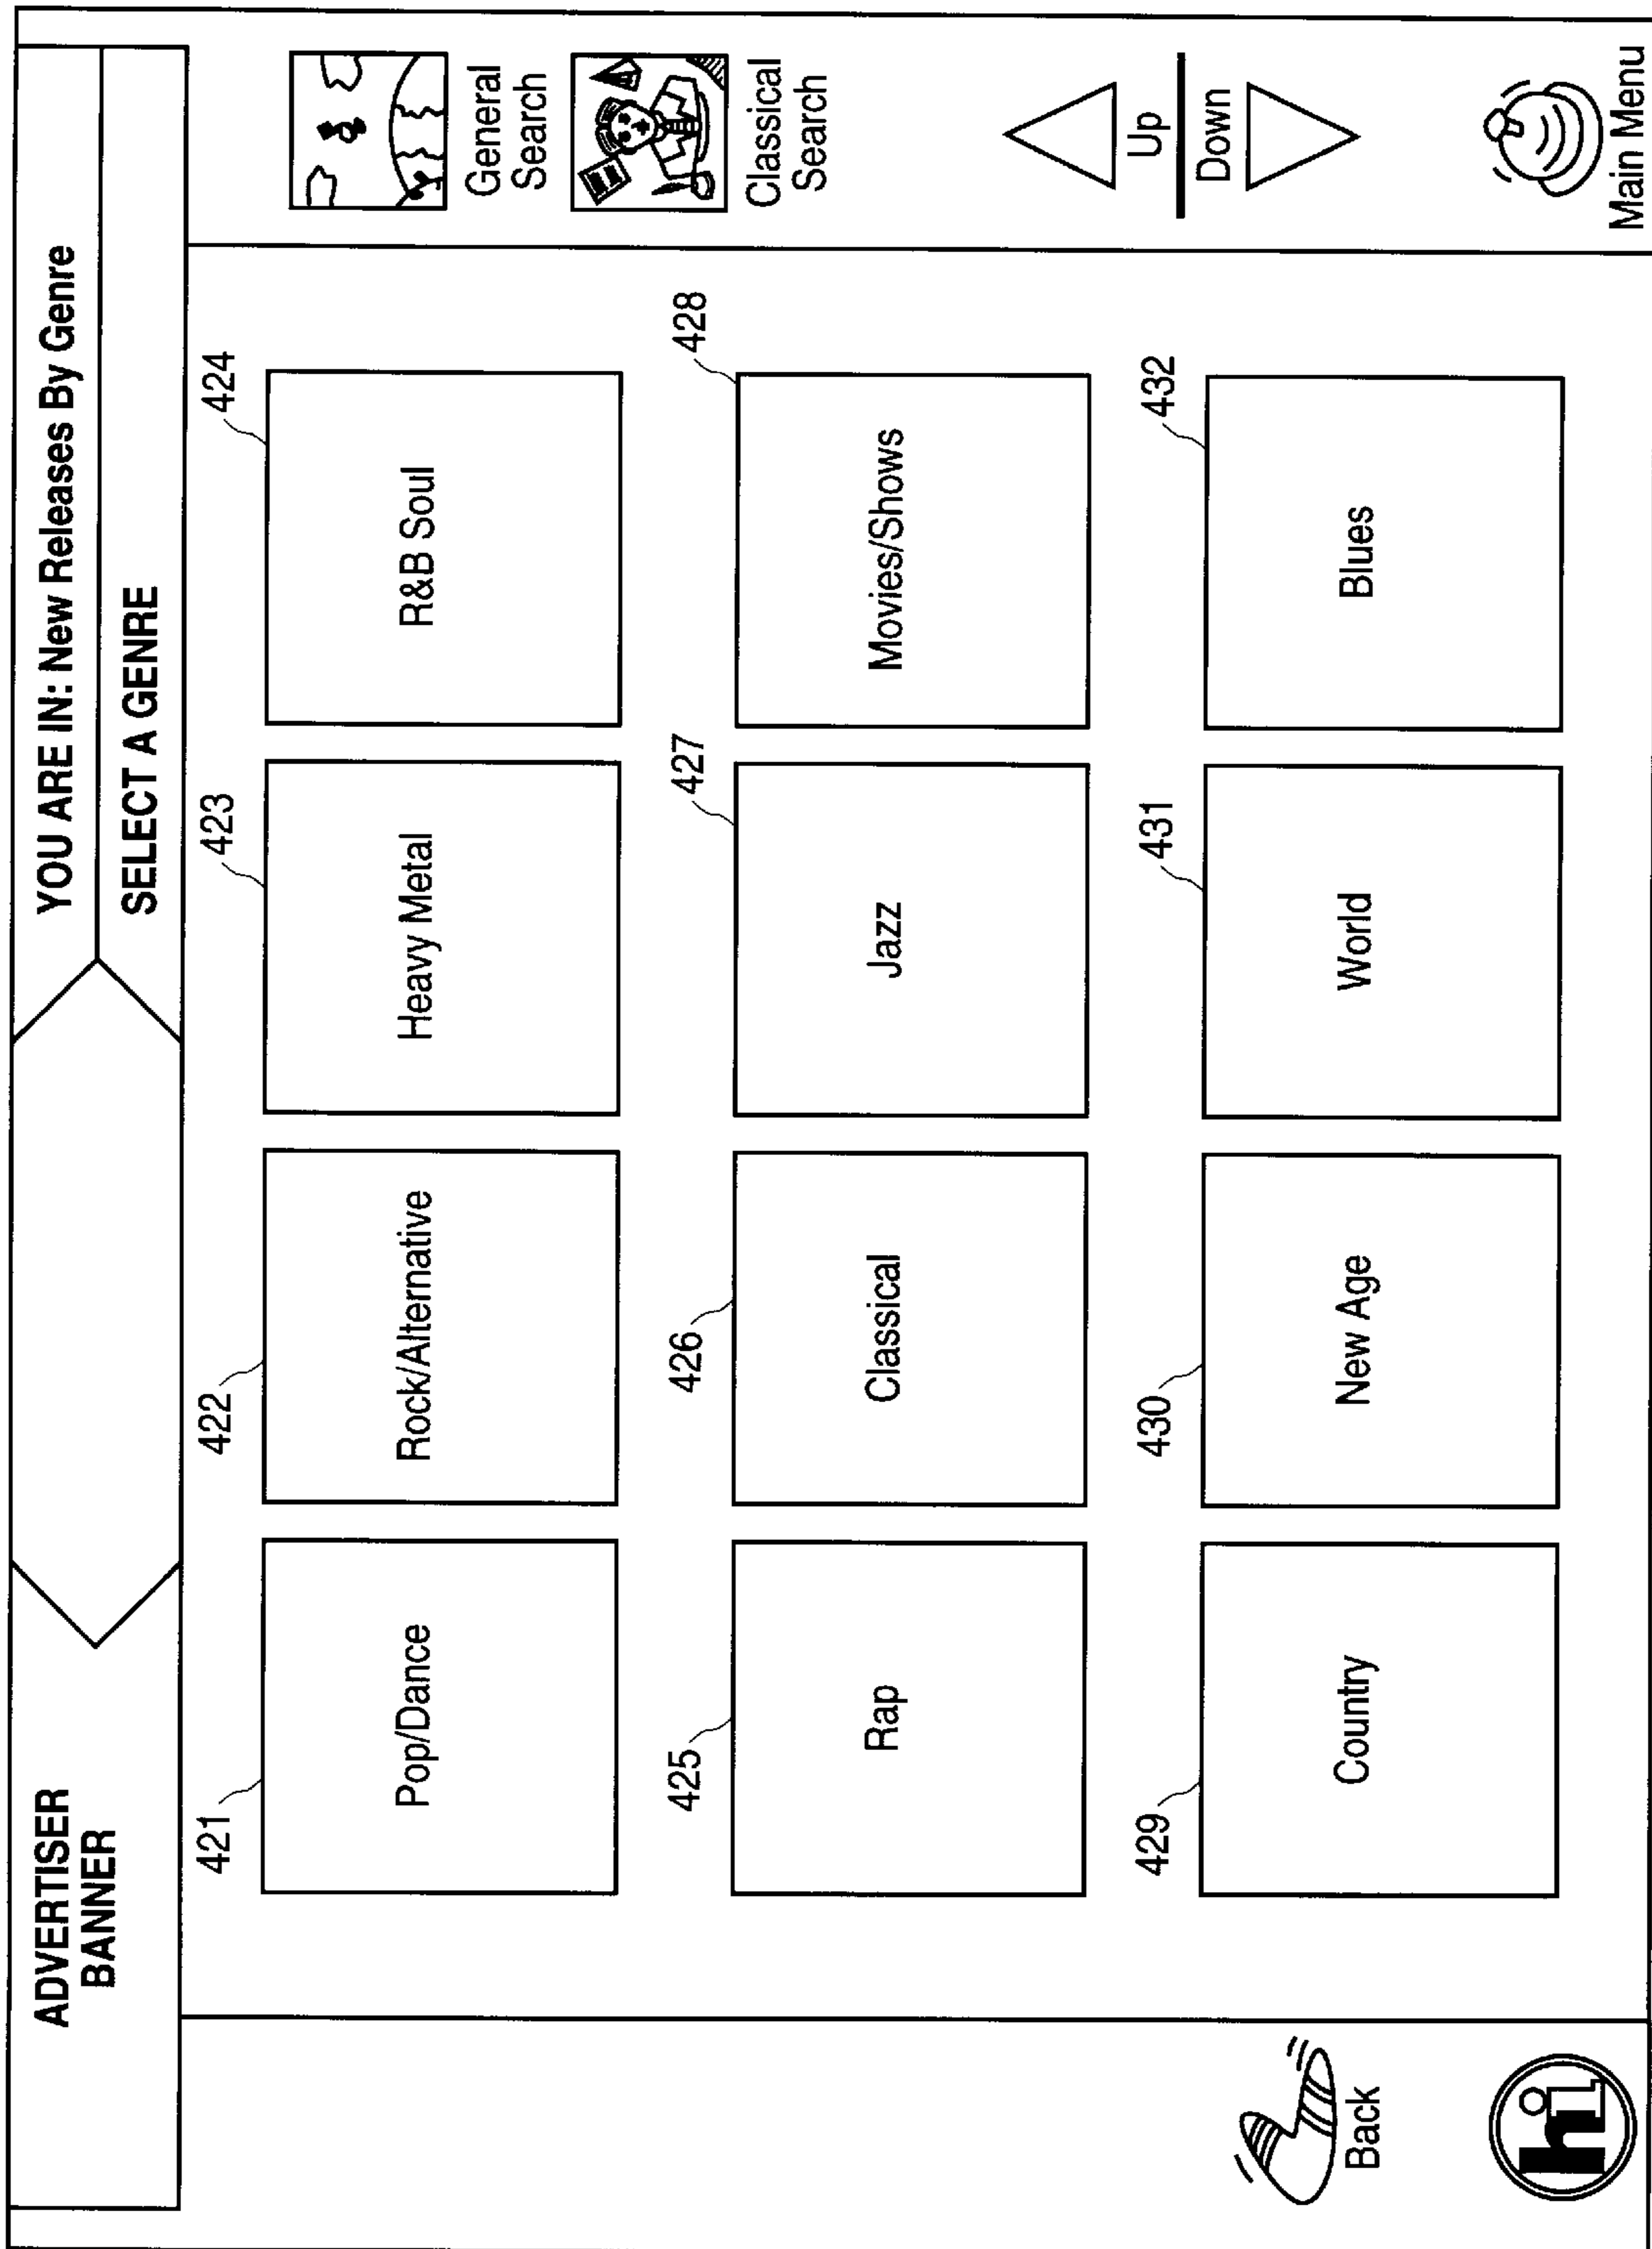 ADVERTISER
BANNER
YOU ARE IN: New Releases By Genre
SELECT A GENRE
421
422
423
424
Pop/Dance
Rock/Alternative
Heavy Metal
R&B Soul
425
426
427
428
Rap
Classical
Jazz
Movies/Shows
429
430
431
432
Country
New Age
World
Blues
General
Search
Classical
Search
Up
Down
Main Menu
Back
hi